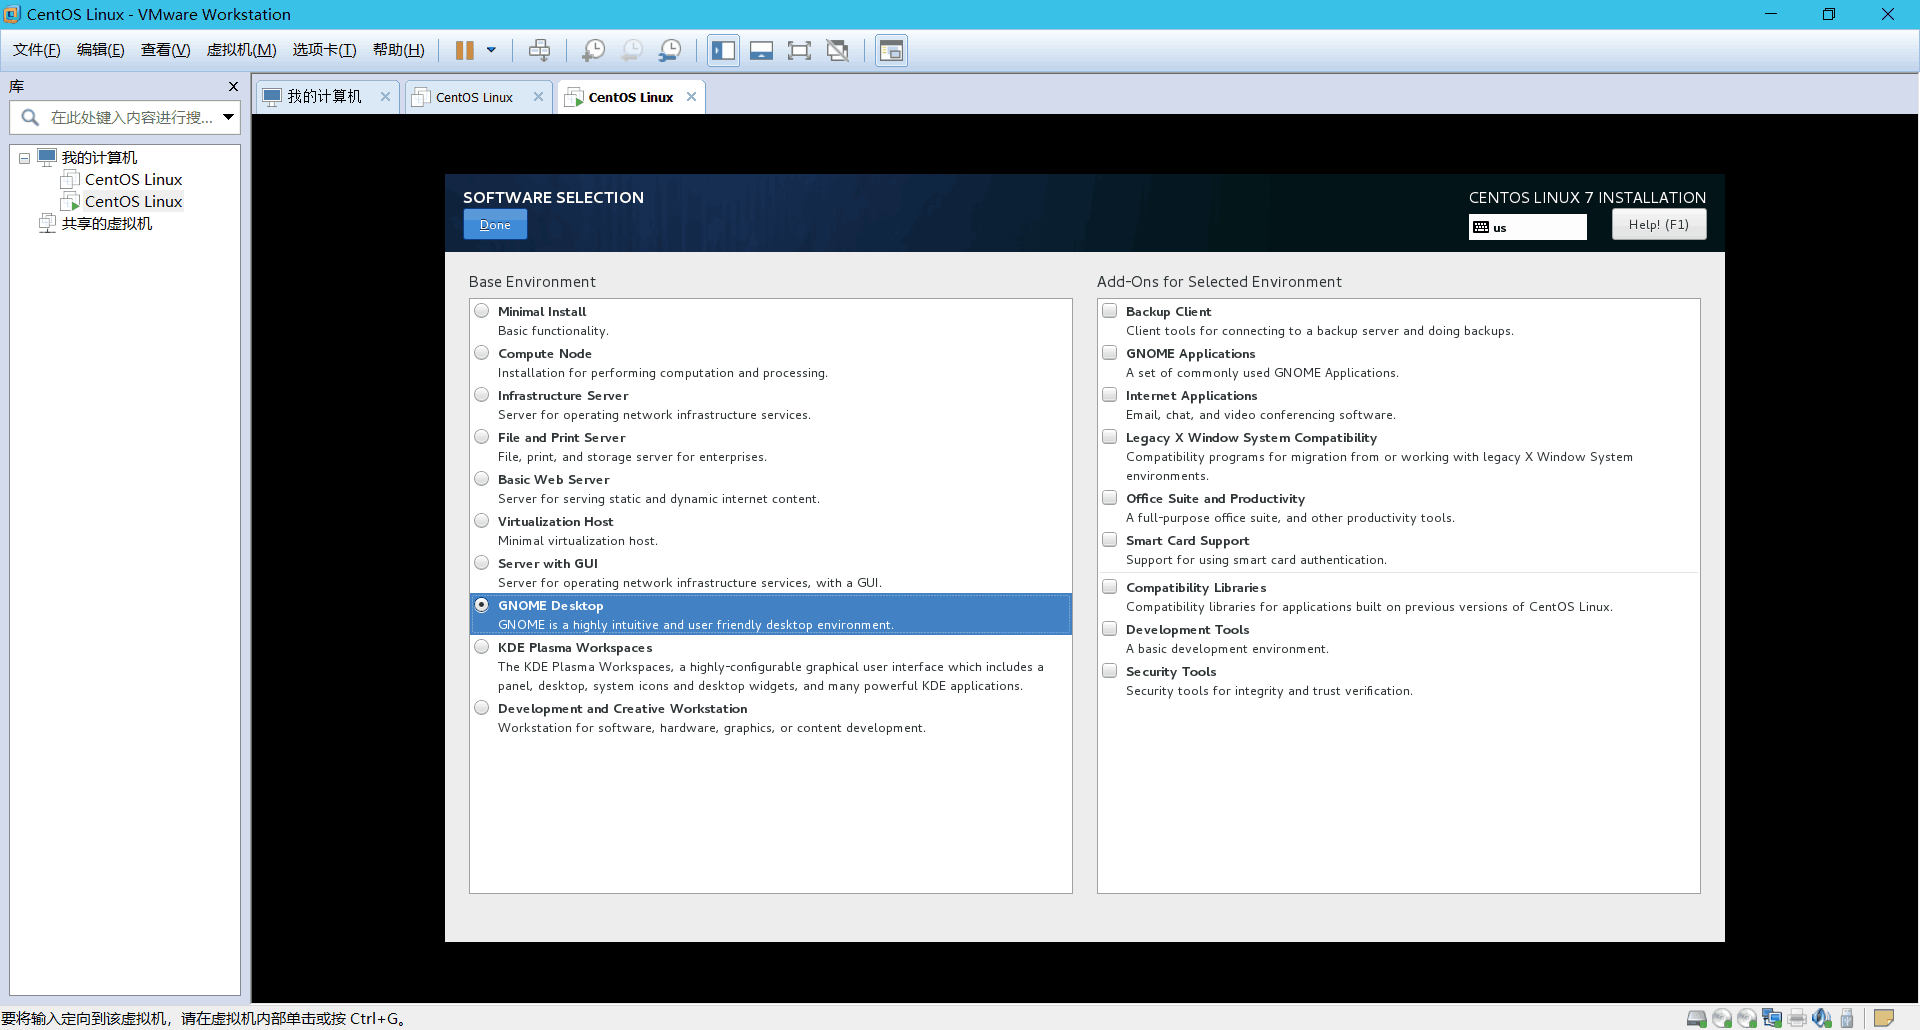 CentOS Linux - VMware Workstation
文件(F) 编辑(E) 查看(V) 虚拟机(M) 选项卡(T) 帮助(H)
库
在此处键入内容进行搜...
我的计算机
CentOS Linux
CentOS Linux
共享的虚拟机
我的计算机
CentOS Linux
CentOS Linux
SOFTWARE SELECTION
Done
CENTOS LINUX 7 INSTALLATION
us
Help! (F1)
Base Environment
Minimal Install
Basic functionality.
Compute Node
Installation for performing computation and processing.
Infrastructure Server
Server for operating network infrastructure services.
File and Print Server
File, print, and storage server for enterprises.
Basic Web Server
Server for serving static and dynamic internet content.
Virtualization Host
Minimal virtualization host.
Server with GUI
Server for operating network infrastructure services, with a GUI.
GNOME Desktop
GNOME is a highly intuitive and user friendly desktop environment.
KDE Plasma Workspaces
The KDE Plasma Workspaces, a highly-configurable graphical user interface which includes a
panel, desktop, system icons and desktop widgets, and many powerful KDE applications.
Development and Creative Workstation
Workstation for software, hardware, graphics, or content development.
Add-Ons for Selected Environment
Backup Client
Client tools for connecting to a backup server and doing backups.
GNOME Applications
A set of commonly used GNOME Applications.
Internet Applications
Email, chat, and video conferencing software.
Legacy X Window System Compatibility
Compatibility programs for migration from or working with legacy X Window System
environments.
Office Suite and Productivity
A full-purpose office suite, and other productivity tools.
Smart Card Support
Support for using smart card authentication.
Compatibility Libraries
Compatibility libraries for applications built on previous versions of CentOS Linux.
Development Tools
A basic development environment.
Security Tools
Security tools for integrity and trust verification.
要将输入定向到该虚拟机，请在虚拟机内部单击或按 Ctrl+G。